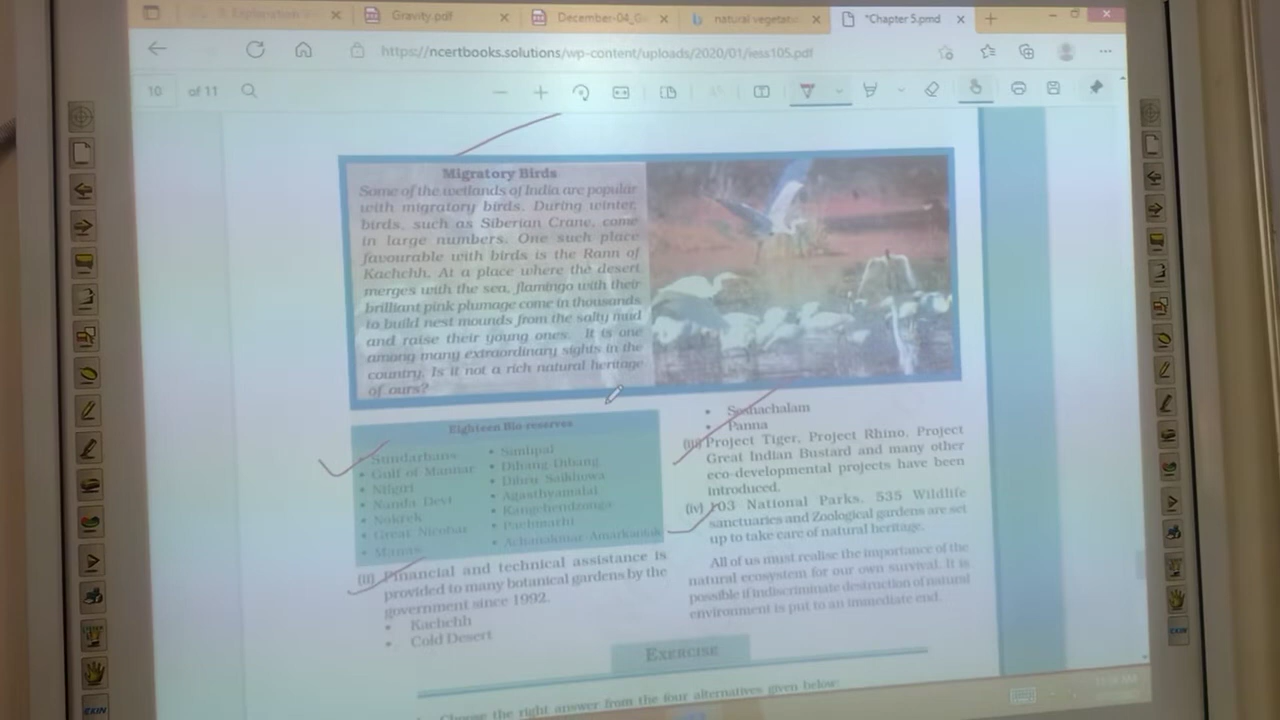 Gravity.pdf
December-04_G
natural vegetati
*Chapter 5.pmd
https://ncertbooks.solutions/wp-content/uploads/2020/01/iess105.pdf
10 of 11
Migratory Birds
Some of the wetlands of India are popular
with migratory birds. During winter,
birds, such as Siberian Crane, come
in large numbers. One such place
favourable with birds is the Rann of
Kachchh. At a place where the desert
merges with the sea, flamingo with their
brilliant pink plumage come in thousands
to build nest mounds from the salty mud
and raise their young ones. It is one
among many extraordinary sights in the
country. Is it not a rich natural heritage
of ours?
Eighteen Bio-reserves
• Sundarbans
• Gulf of Mannar
• Nilgiri
• Nanda Devi
• Nokrek
• Great Nicobar
• Manas
• Simlipal
• Dihang Dibang
• Dibru Saikhowa
• Agasthyamalai
• Kangchendzonga
• Pachmarhi
• Achanakmar-Amarkantak
(ii) Financial and technical assistance is
provided to many botanical gardens by the
government since 1992.
• Kachchh
• Cold Desert
• Seshachalam
• Panna
(iii) Project Tiger, Project Rhino, Project
Great Indian Bustard and many other
eco-developmental projects have been
introduced.
(iv) 103 National Parks, 535 Wildlife
sanctuaries and Zoological gardens are set
up to take care of natural heritage.
All of us must realise the importance of the
natural ecosystem for our own survival. It is
possible if indiscriminate destruction of natural
environment is put to an immediate end.
EXERCISE
Choose the right answer from the four alternatives given below:
EXIN
EXIN